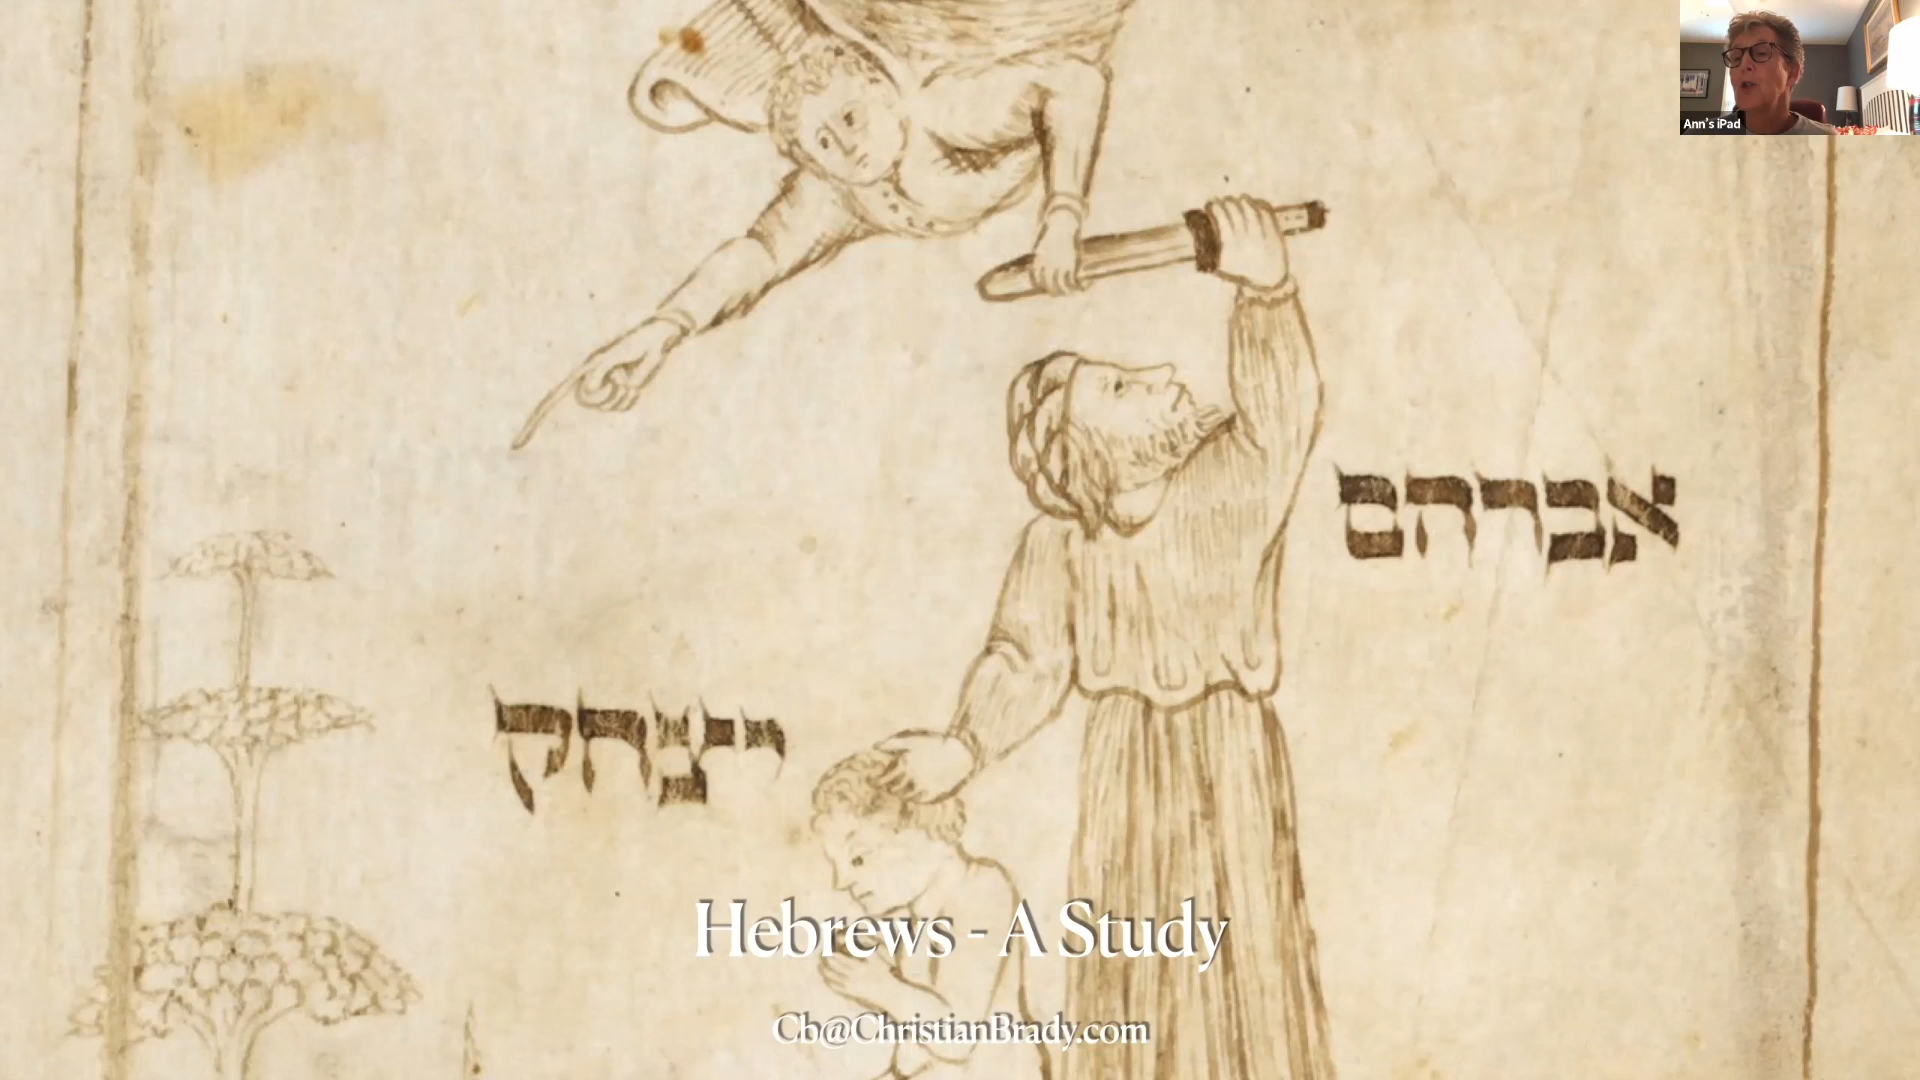 Ann's iPad
אברהם
יצחק
Hebrews - A Study
Cb@ChristianBrady.com